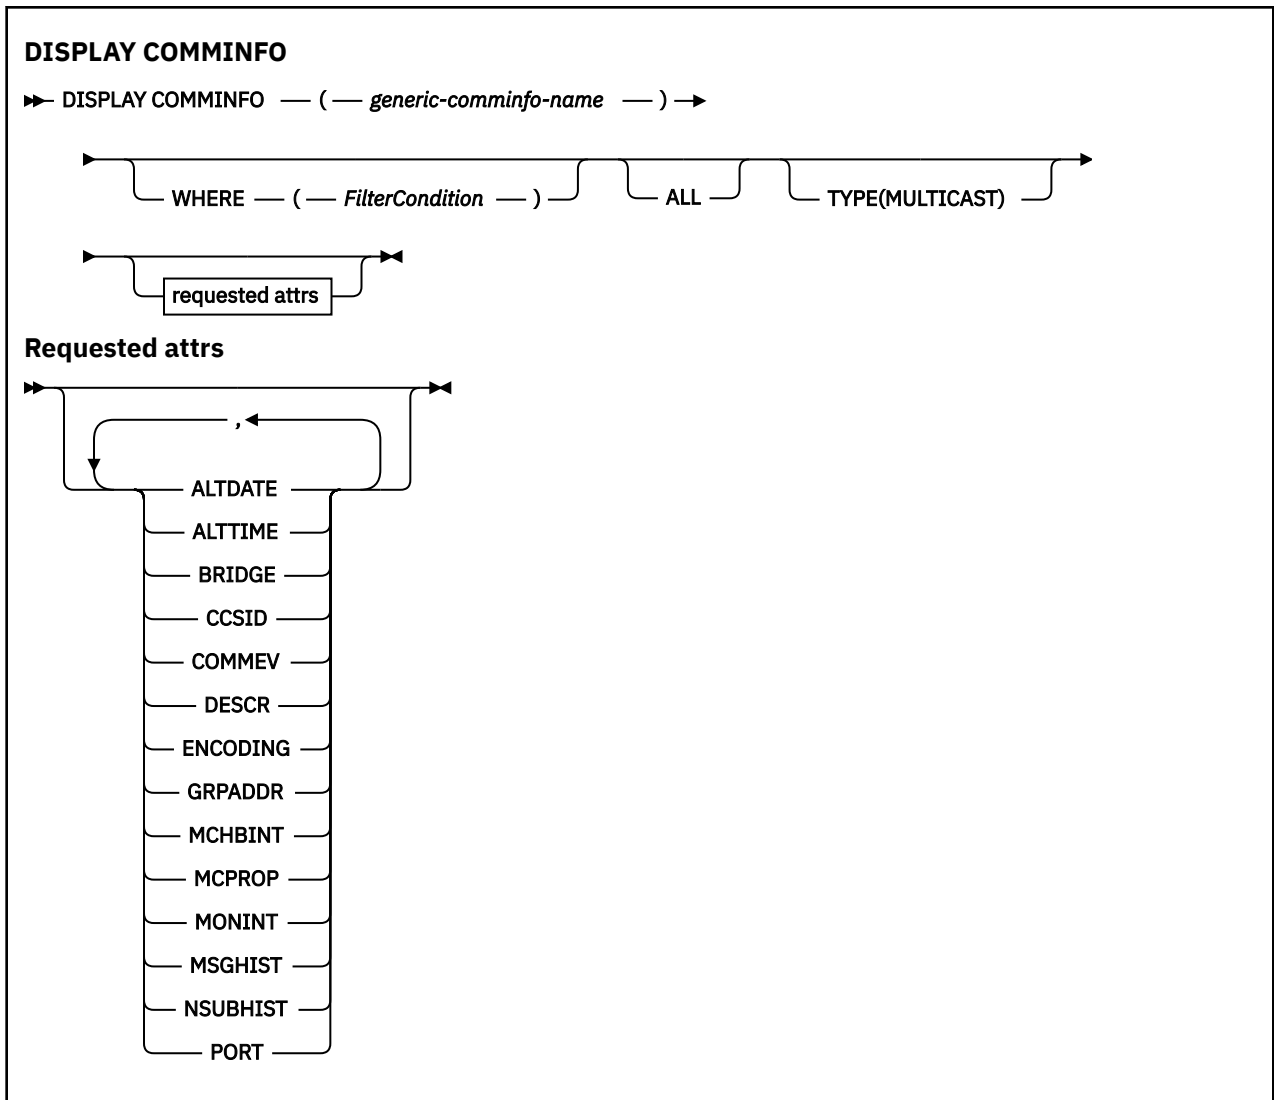 DISPLAY COMMINFO
DISPLAY COMMINFO ( generic-comminfo-name )
WHERE ( FilterCondition ) ALL TYPE(MULTICAST)
requested attrs
Requested attrs
,
ALTDATE
ALTTIME
BRIDGE
CCSID
COMMEV
DESCR
ENCODING
GRPADDR
MCHBINT
MCPROP
MONINT
MSGHIST
NSUBHIST
PORT